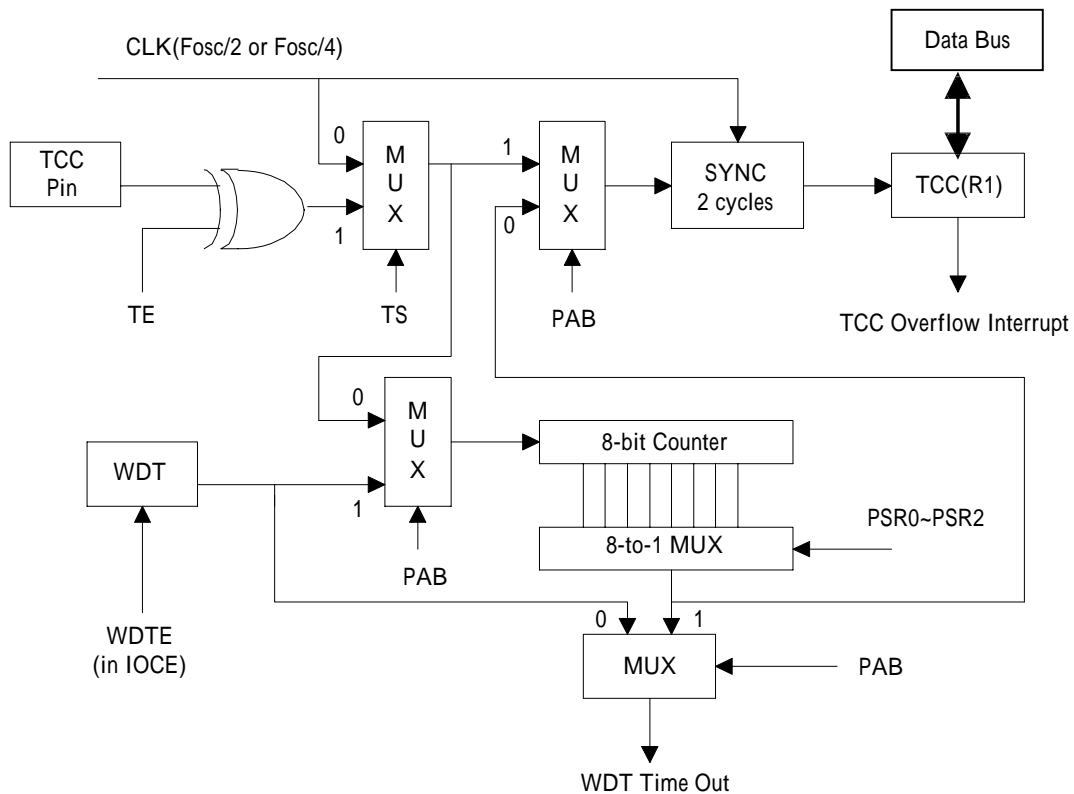 CLK(Fosc/2 or Fosc/4)
Data Bus
0
TCC
Pin
1
M
U
X
1
0
M
U
X
SYNC
2 cycles
TCC(R1)
TE
TS
PAB
TCC Overflow Interrupt
0
M
U
X
8-bit Counter
WDT
1
PSR0~PSR2
8-to-1 MUX
PAB
0
1
WDTE
(in IOCE)
MUX
PAB
WDT Time Out